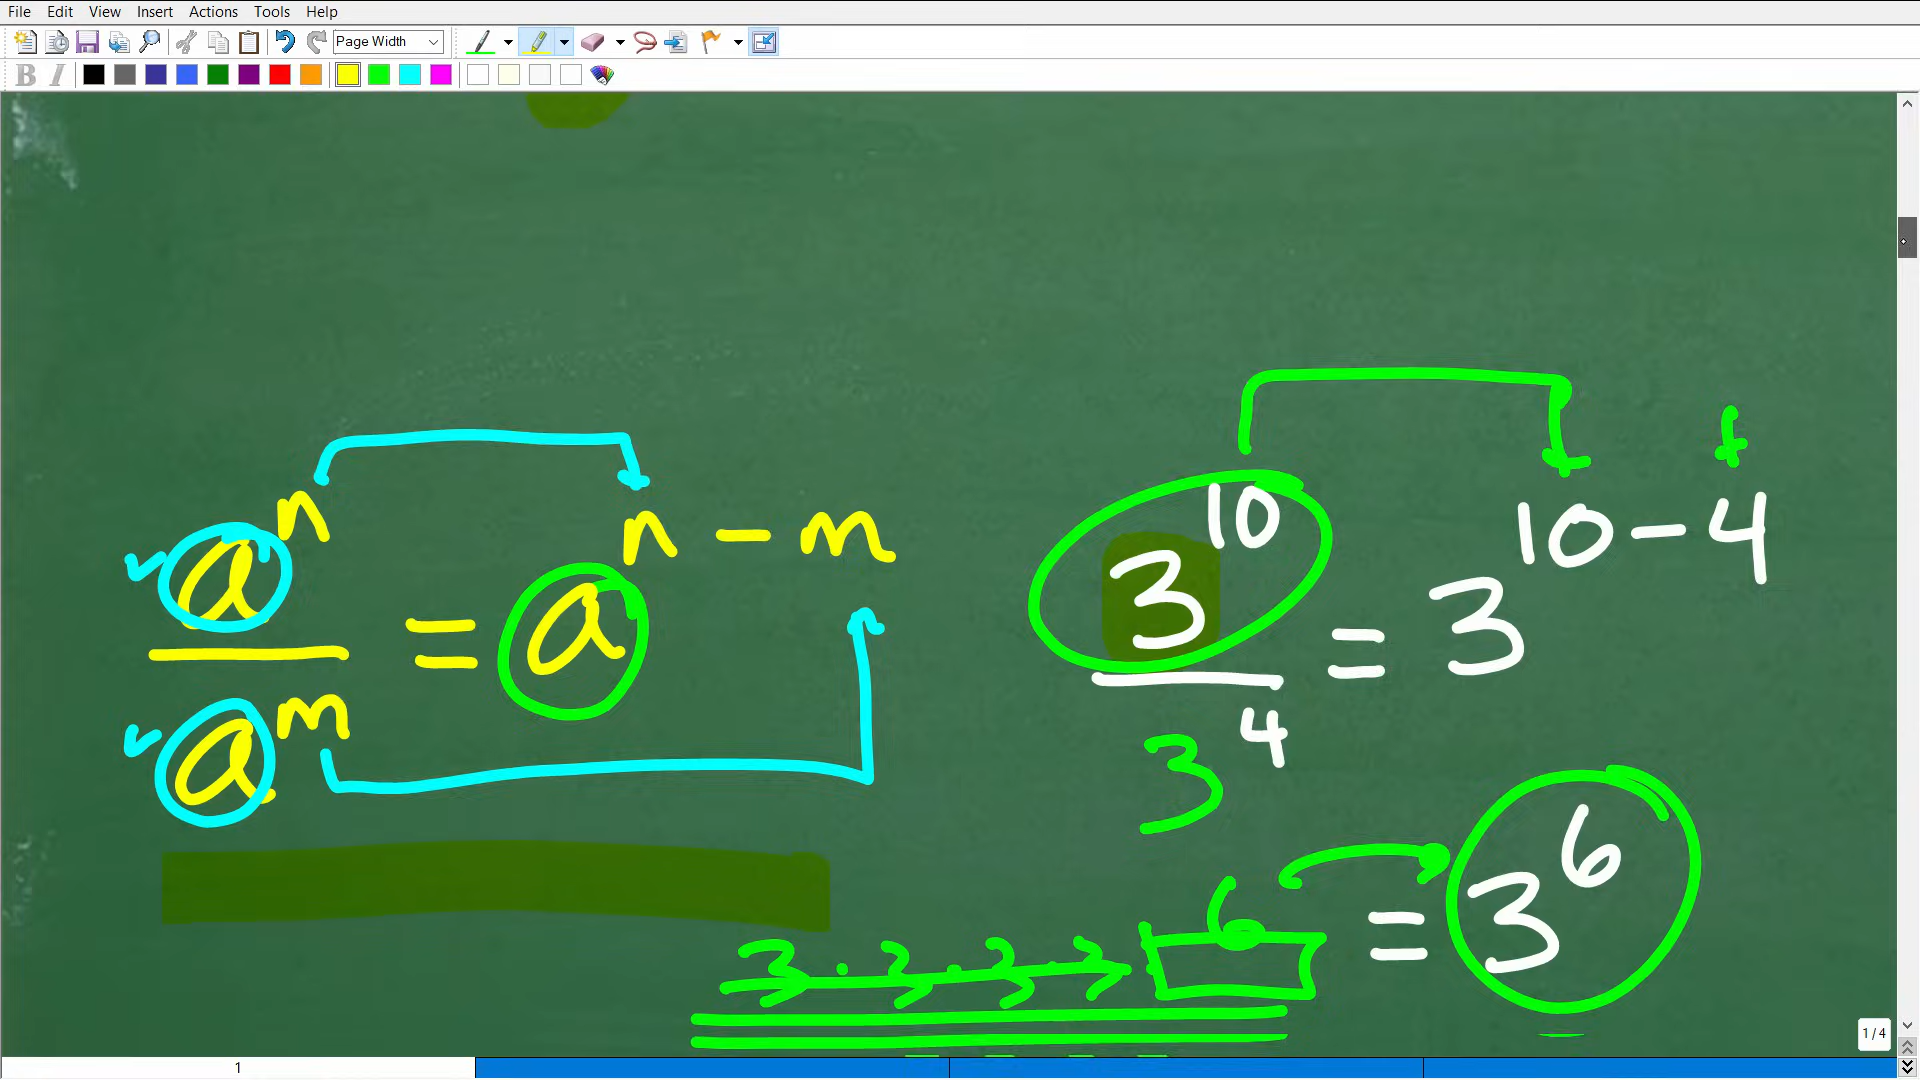 File Edit View Insert Actions Tools Help
Page Width
B I
a^n / a^m = a^(n - m)
3^10 / 3^4 = 3^(10 - 4)
6
3 · 3 · 3 · 3 ·
= 3^6
1 / 4
1